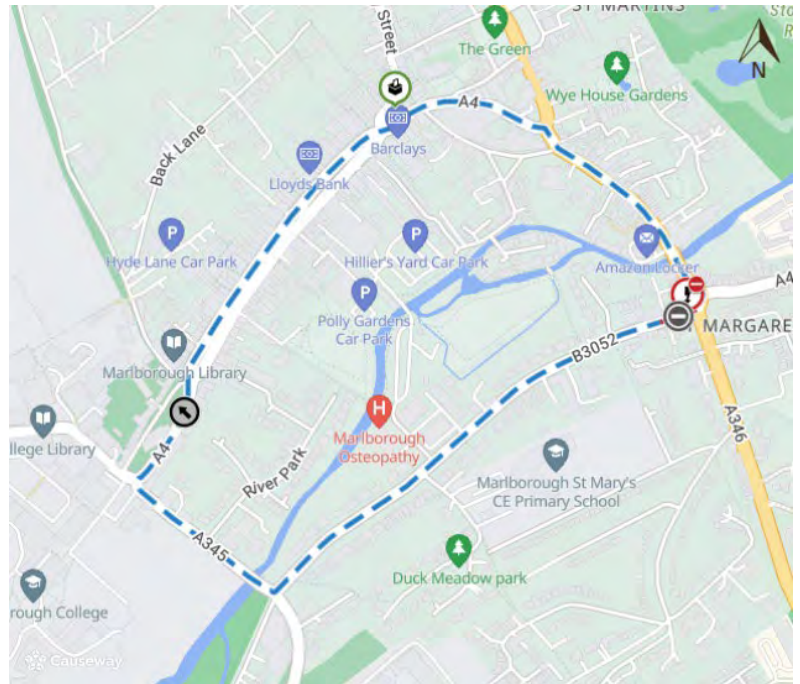 ST MARTINS
Sto
R
Street
The Green
N
A4
Wye House Gardens
Barclays
Back Lane
Lloyds Bank
P
P
Hyde Lane Car Park
Hillier's Yard Car Park
Amazon Locker
P
A4
Polly Gardens
Car Park
MARGARE
B3052
Marlborough Library
A346
H
llege Library
A4
Marlborough
Osteopathy
River Park
Marlborough St Mary's
CE Primary School
A345
Duck Meadow park
rough College
Causeway